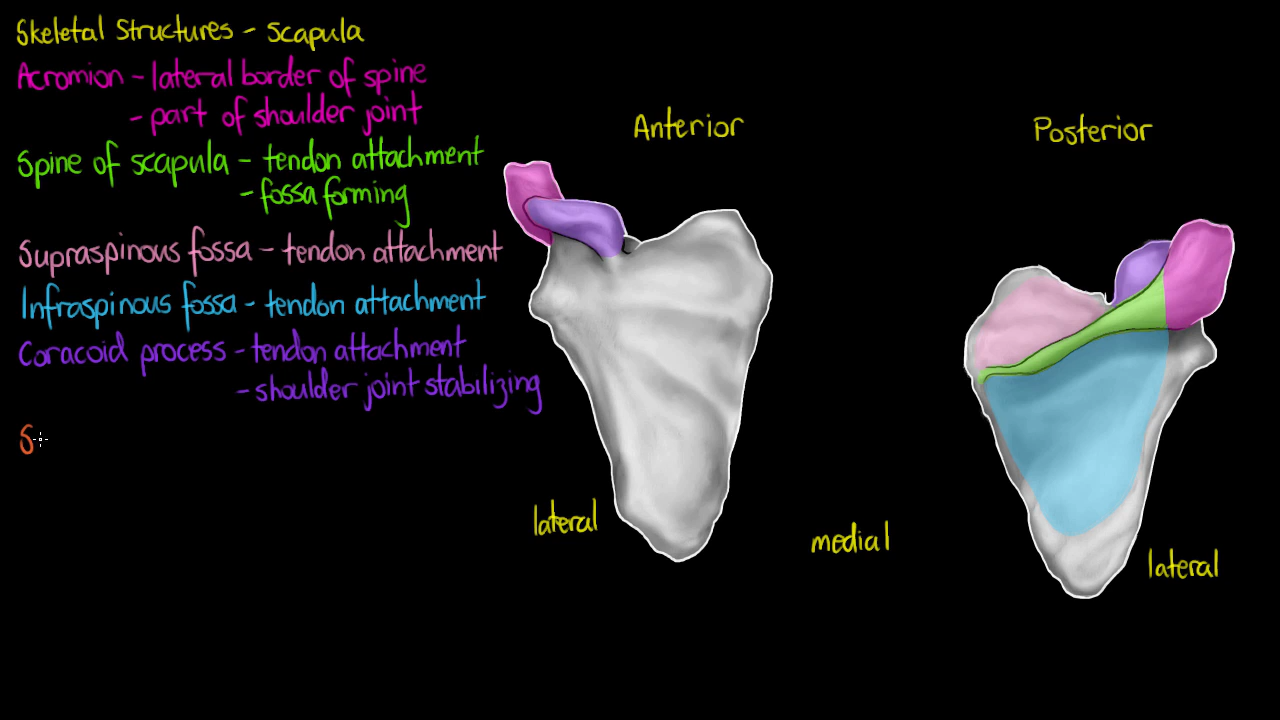 Skeletal Structures - scapula
Acromion - lateral border of spine
- part of shoulder joint
Spine of scapula - tendon attachment
- fossa forming
Supraspinous fossa - tendon attachment
Infraspinous fossa - tendon attachment
Coracoid process - tendon attachment
- shoulder joint stabilizing
S
Anterior
Posterior
lateral
medial
lateral